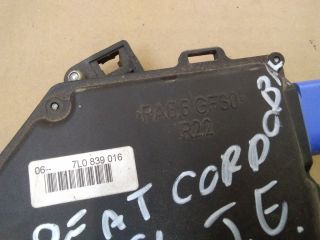 >PA6.6 GF30<
R22
06-- 7L0 839 016
SEAT CORDOBA